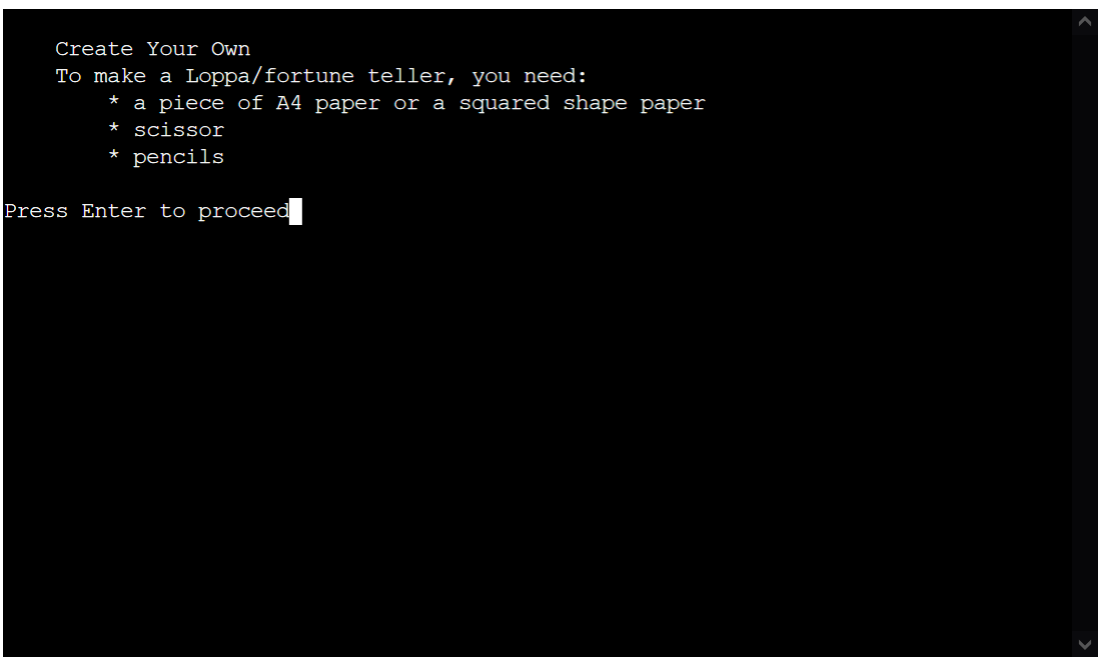 Create Your Own
To make a Loppa/fortune teller, you need:
* a piece of A4 paper or a squared shape paper
* scissor
* pencils
Press Enter to proceed